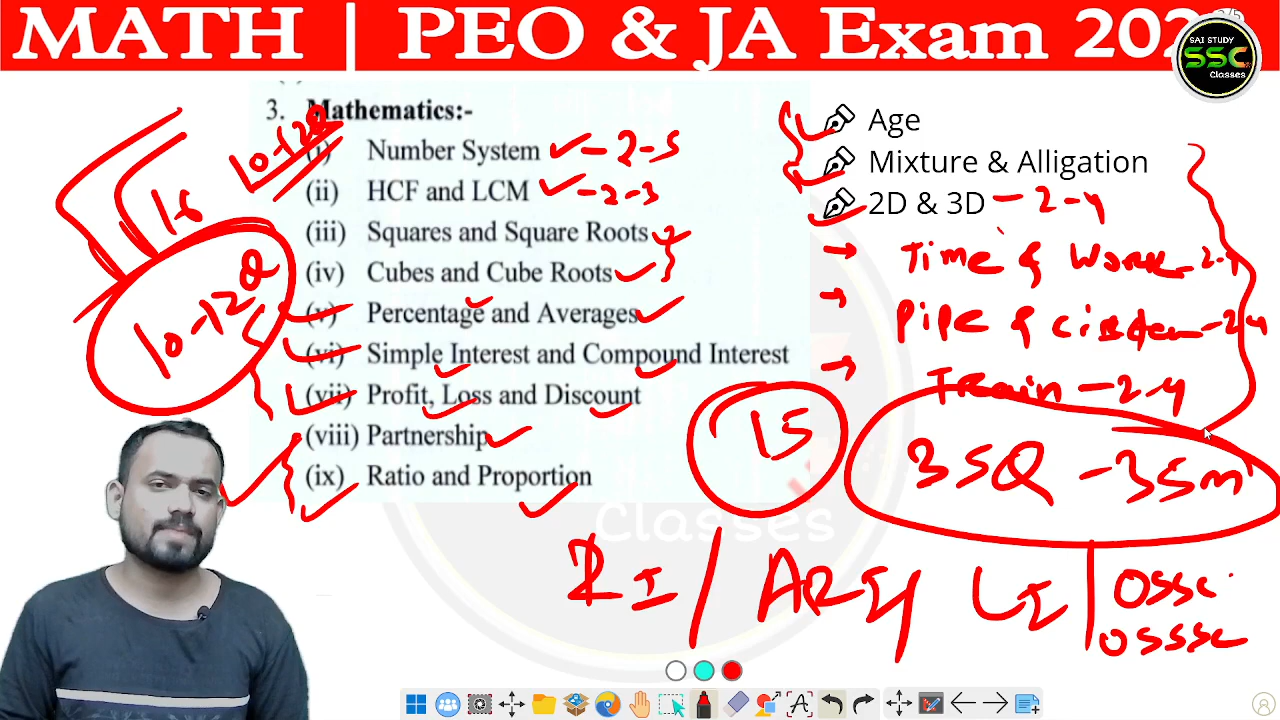 MATH | PEO & JA Exam 202
SAI STUDY
SSC
Classes
3. Mathematics:-
10-12Q
(i) Number System - 2-3
(ii) HCF and LCM - 2-3
(iii) Squares and Square Roots
(iv) Cubes and Cube Roots
(v) Percentage and Averages
(vi) Simple Interest and Compound Interest
(vii) Profit, Loss and Discount
(viii) Partnership
(ix) Ratio and Proportion
10-12Q
Age
Mixture & Alligation
2D & 3D - 2-4
Time & Work - 2-4
Pipe & Cistern - 2-4
Train - 2-4
15
35Q - 35m
Classes
RI / ARI / LI | OSSC
OSSSC